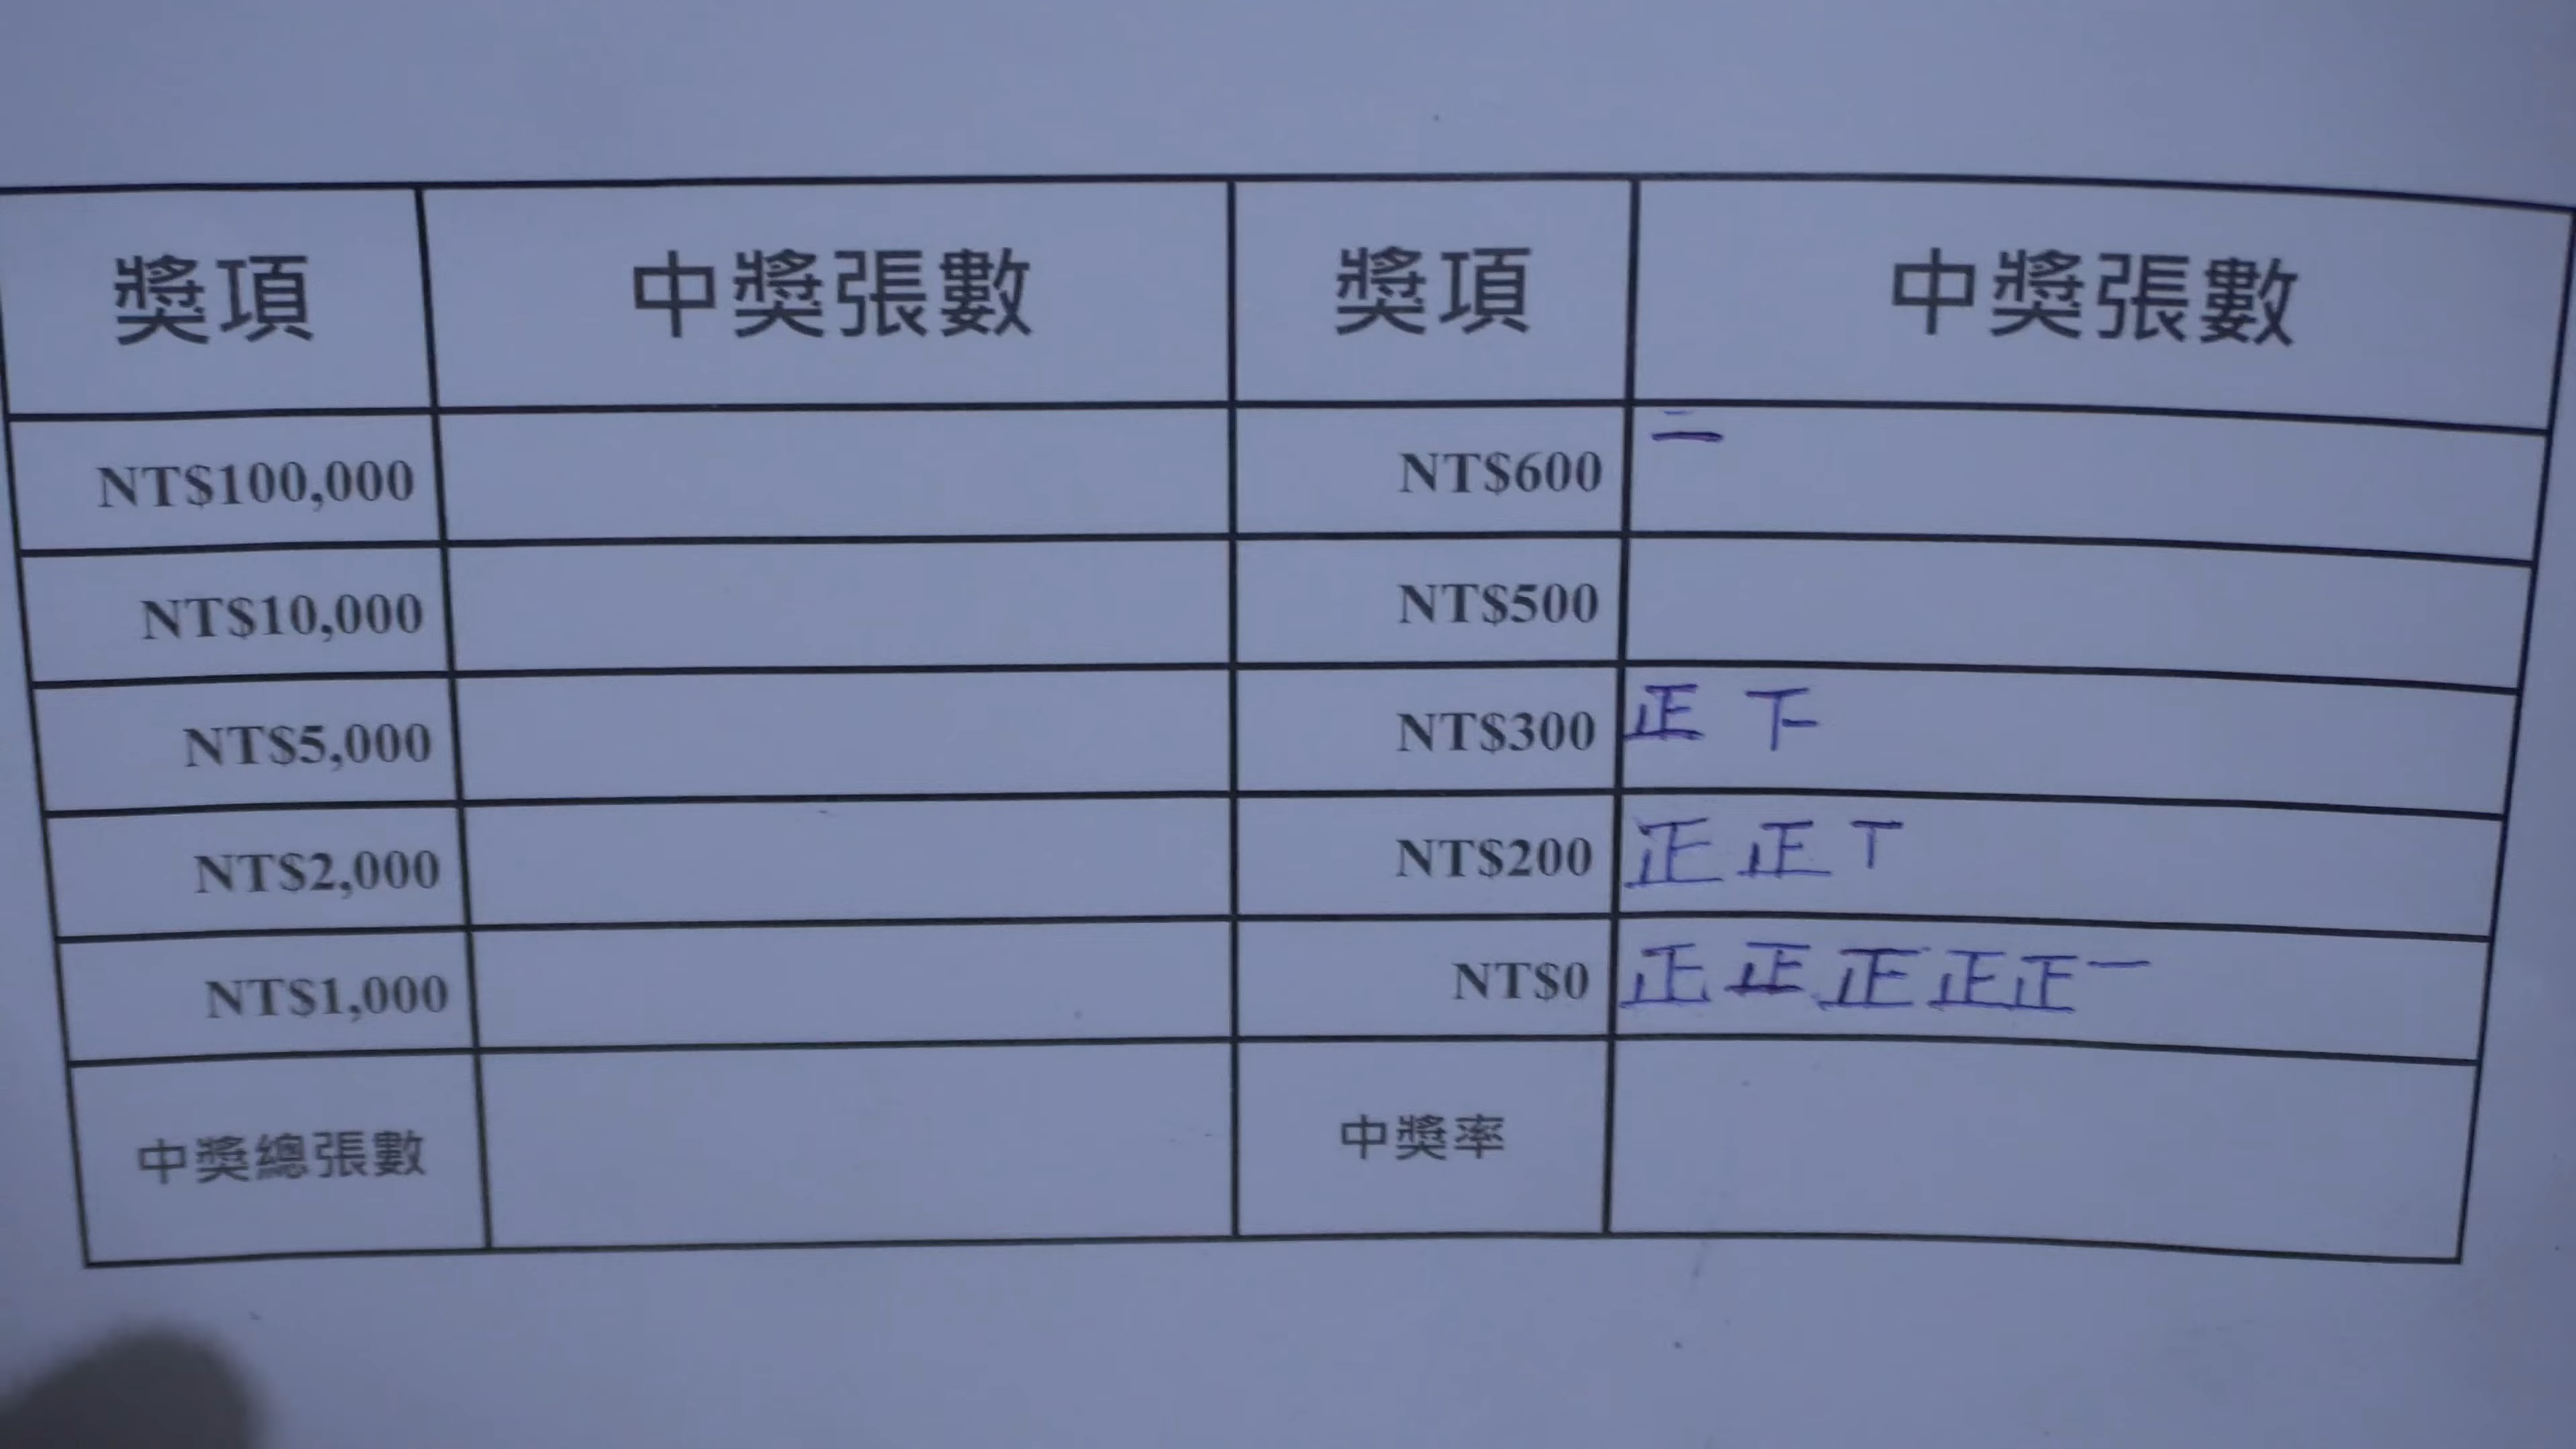 獎項 中獎張數 獎項 中獎張數
NT$100,000 NT$600 一
NT$10,000 NT$500
NT$5,000 NT$300 正 下
NT$2,000 NT$200 正 正 丅
NT$1,000 NT$0 正 正 正 正 正 一
中獎總張數 中獎率